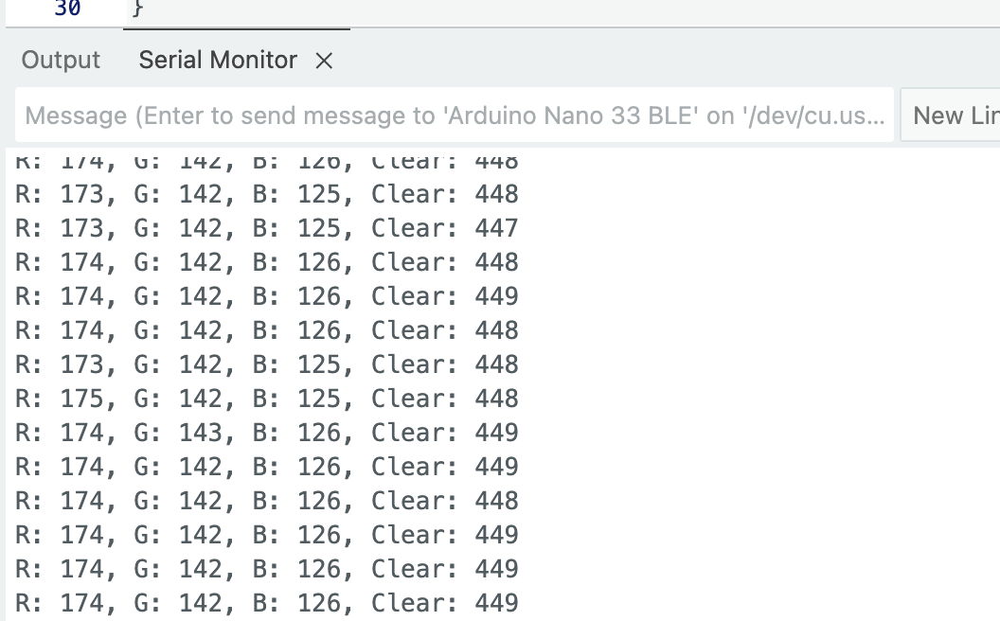 30 }
Output Serial Monitor ×
Message (Enter to send message to 'Arduino Nano 33 BLE' on '/dev/cu.us... New Lin
R: 174, G: 142, B: 126, Clear: 448
R: 173, G: 142, B: 125, Clear: 448
R: 173, G: 142, B: 125, Clear: 447
R: 174, G: 142, B: 126, Clear: 448
R: 174, G: 142, B: 126, Clear: 449
R: 174, G: 142, B: 126, Clear: 448
R: 173, G: 142, B: 125, Clear: 448
R: 175, G: 142, B: 125, Clear: 448
R: 174, G: 143, B: 126, Clear: 449
R: 174, G: 142, B: 126, Clear: 449
R: 174, G: 142, B: 126, Clear: 448
R: 174, G: 142, B: 126, Clear: 449
R: 174, G: 142, B: 126, Clear: 449
R: 174, G: 142, B: 126, Clear: 449